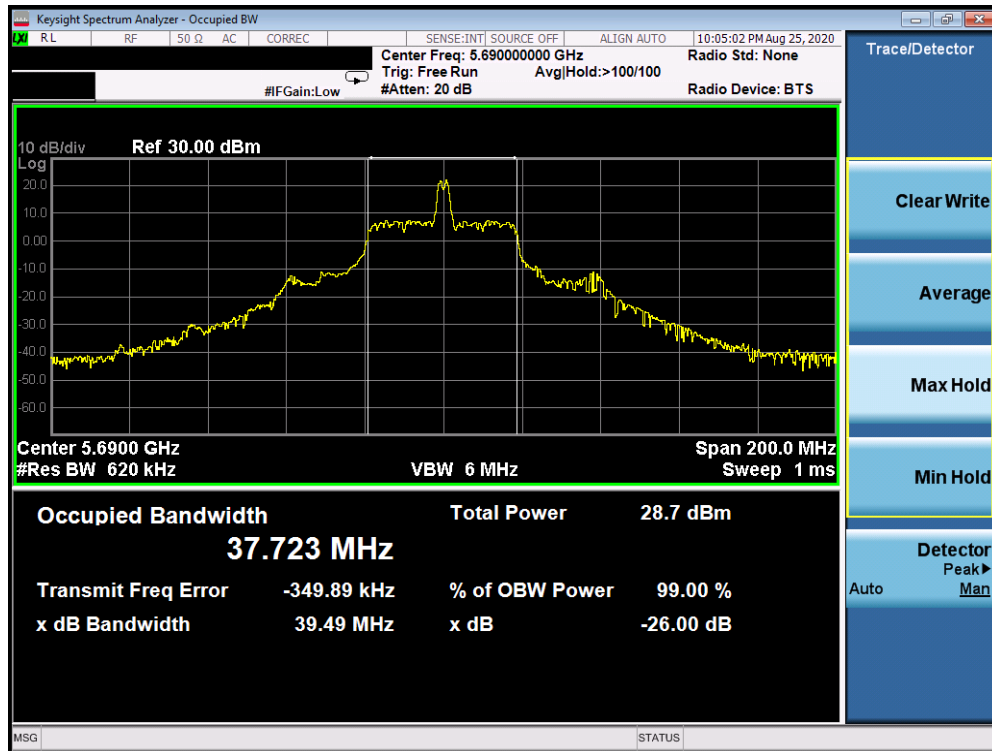 Keysight Spectrum Analyzer - Occupied BW
LXI RL RF 50 Ω AC CORREC SENSE:INT SOURCE OFF ALIGN AUTO 10:05:02 PM Aug 25, 2020
Center Freq: 5.690000000 GHz Radio Std: None
Trig: Free Run Avg|Hold:>100/100
#IFGain:Low #Atten: 20 dB Radio Device: BTS
Trace/Detector
10 dB/div Ref 30.00 dBm
Log
20.0
10.0
0.00
-10.0
-20.0
-30.0
-40.0
-50.0
-60.0
Center 5.6900 GHz Span 200.0 MHz
#Res BW 620 kHz VBW 6 MHz Sweep 1 ms
Occupied Bandwidth Total Power 28.7 dBm
37.723 MHz
Transmit Freq Error -349.89 kHz % of OBW Power 99.00 %
x dB Bandwidth 39.49 MHz x dB -26.00 dB
Clear Write
Average
Max Hold
Min Hold
Detector
Peak▶
Auto Man
MSG STATUS